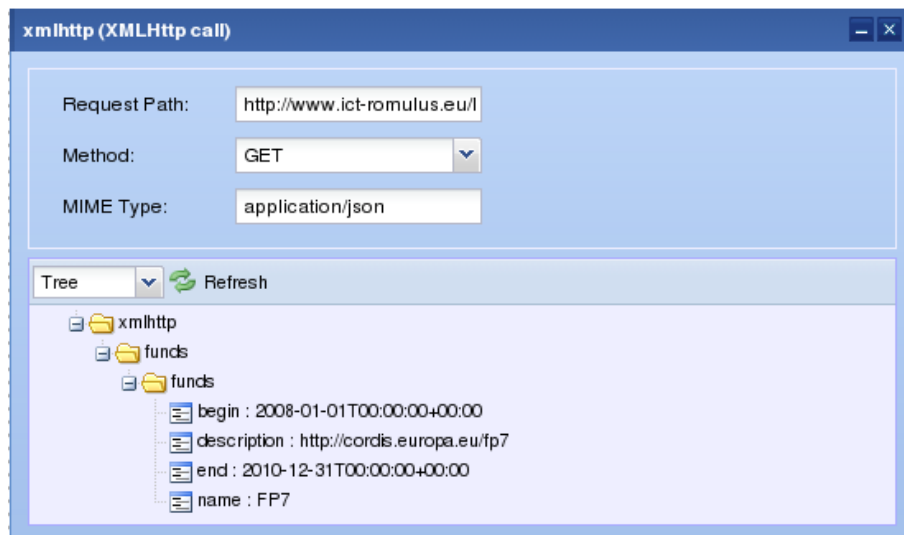 xmlhttp (XMLHttp call)
Request Path: http://www.ict-romulus.eu/l
Method: GET
MIME Type: application/json
Tree Refresh
xmlhttp
funds
funds
begin : 2008-01-01T00:00:00+00:00
description : http://cordis.europa.eu/fp7
end : 2010-12-31T00:00:00+00:00
name : FP7